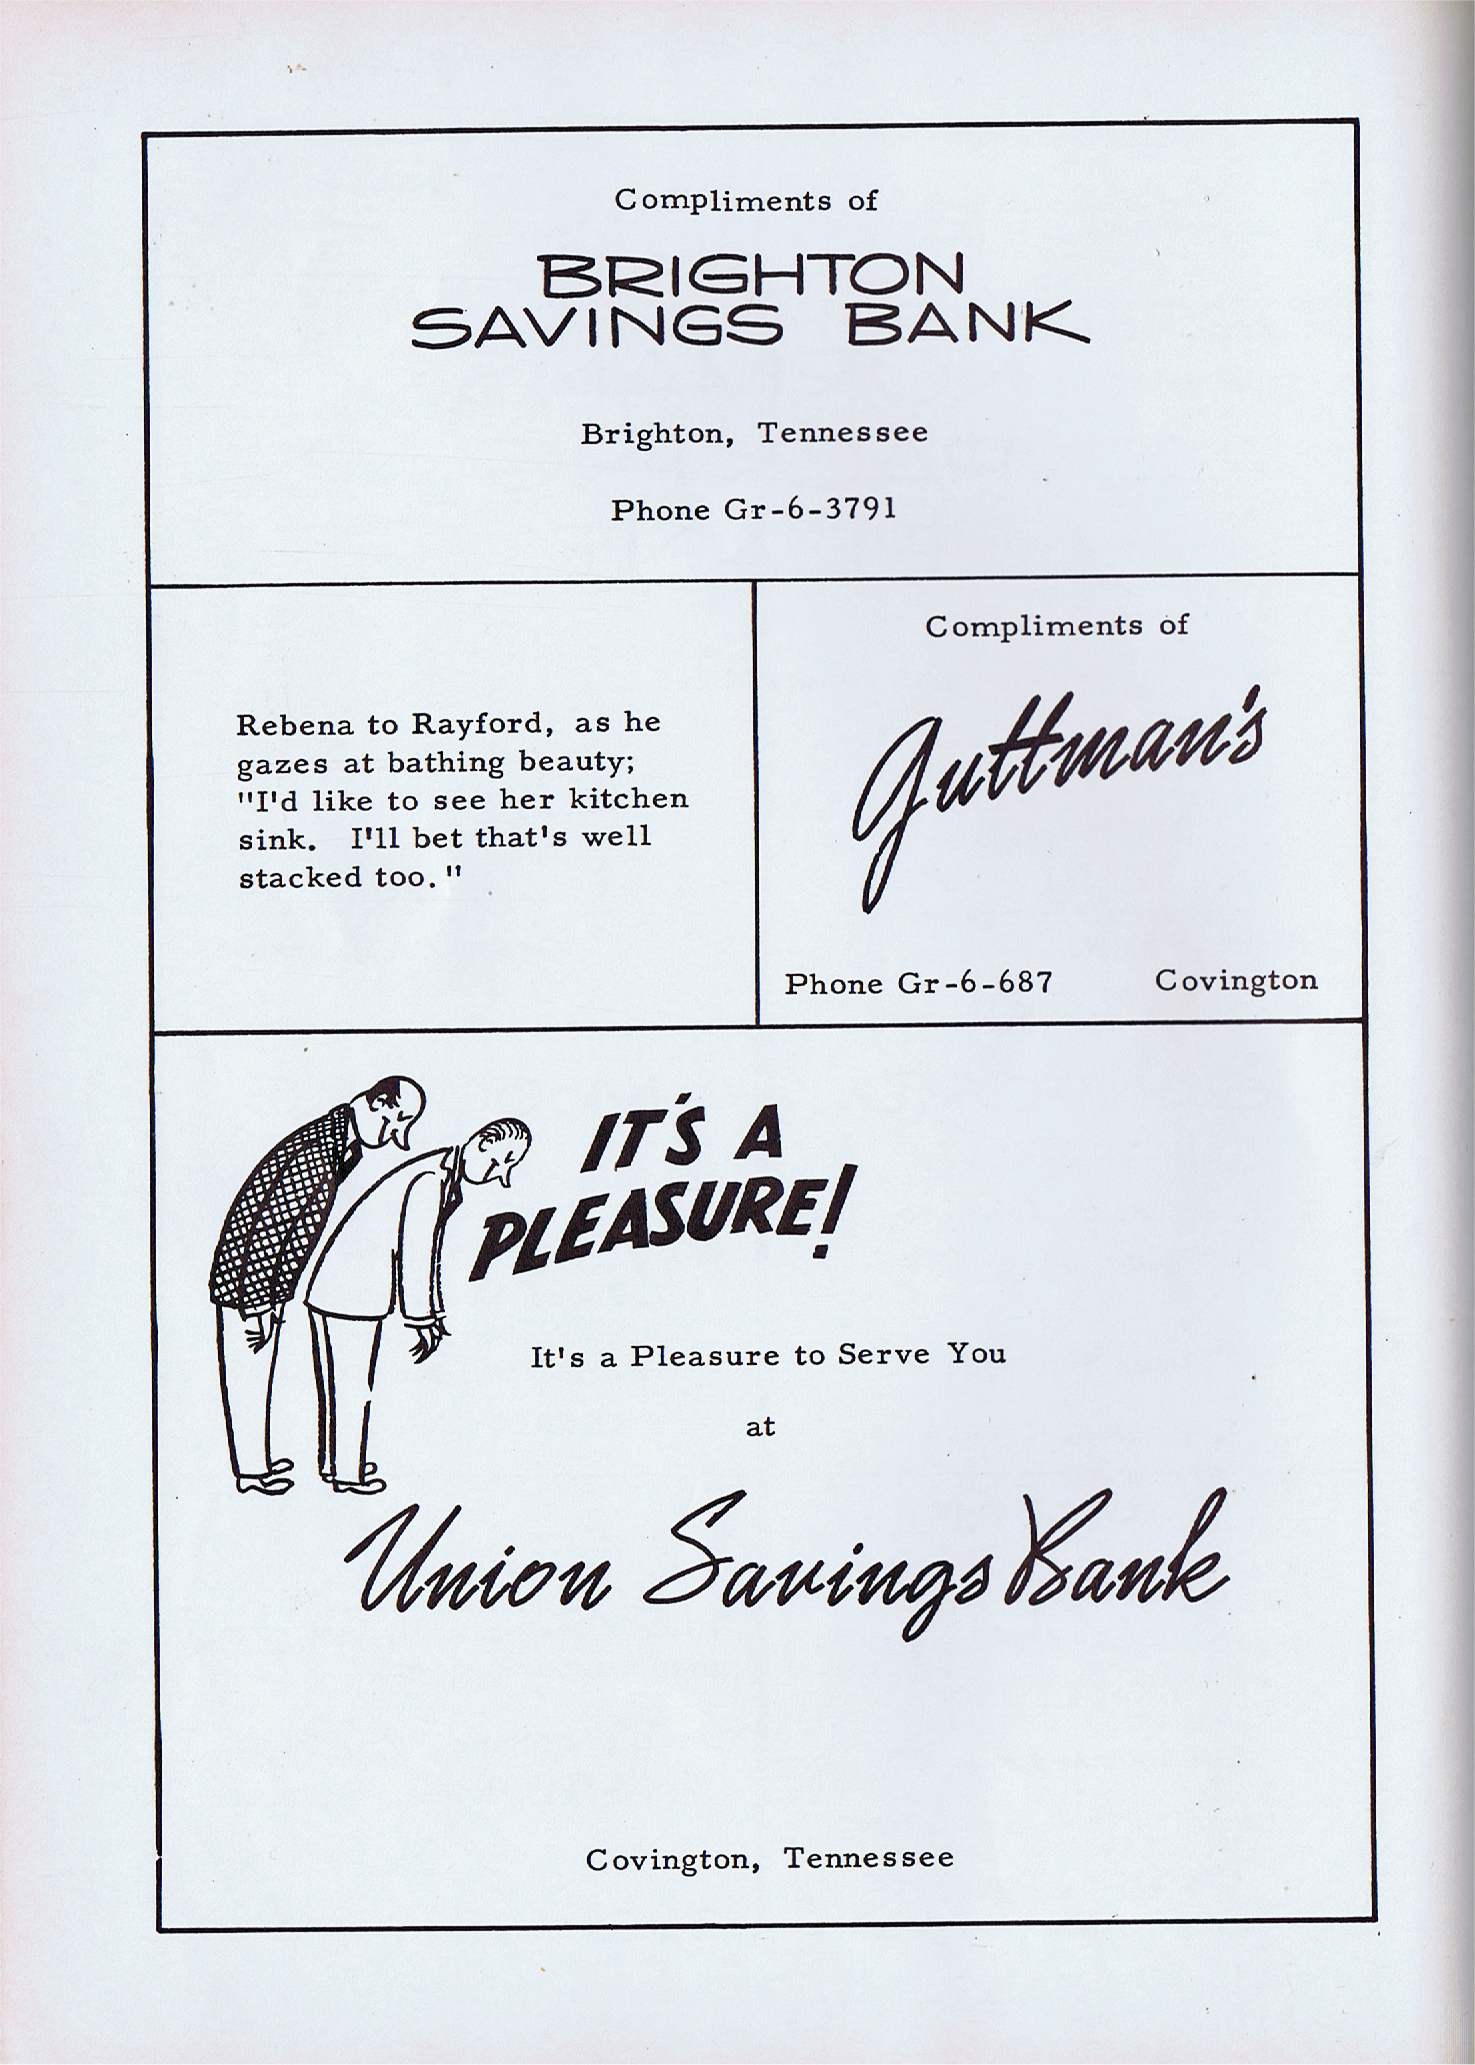 Compliments of
BRIGHTON
SAVINGS BANK
Brighton, Tennessee
Phone Gr-6-3791
Rebena to Rayford, as he
gazes at bathing beauty;
"I'd like to see her kitchen
sink. I'll bet that's well
stacked too."
Compliments of
Guttman's
Phone Gr-6-687 Covington
IT'S A
PLEASURE!
It's a Pleasure to Serve You
at
Union Savings Bank
Covington, Tennessee